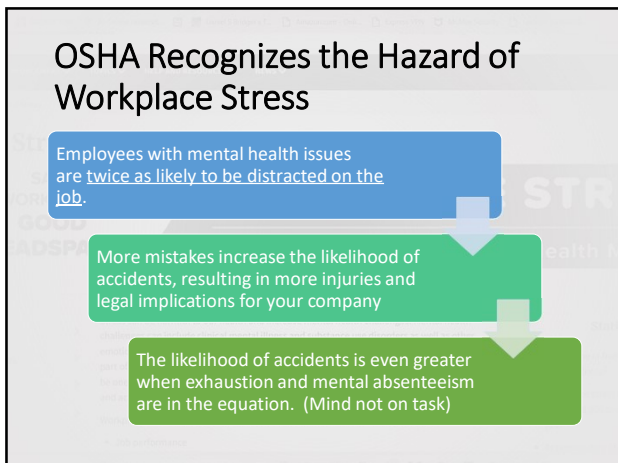 OSHA Recognizes the Hazard of
Workplace Stress
Employees with mental health issues
are twice as likely to be distracted on the
job.
STR
GOOD
More mistakes increase the likelihood of
accidents, resulting in more injuries and
legal implications for your company
The likelihood of accidents is even greater
when exhaustion and mental absenteeism
are in the equation.  (Mind not on task)